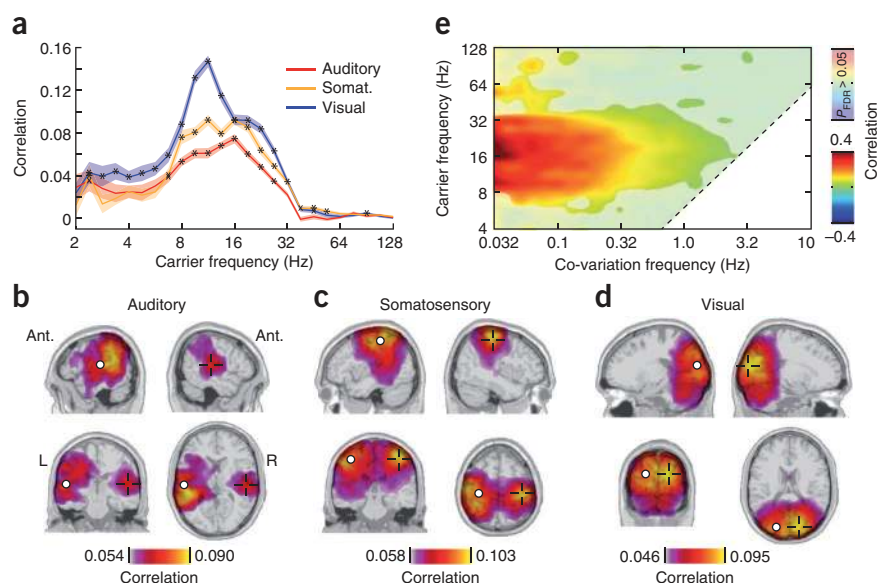 a
0.16
0.12
0.08
0.04
0
Correlation
Auditory
Somat.
Visual
2 4 8 16 32 64 128
Carrier frequency (Hz)
e
128
64
32
16
8
4
Carrier frequency (Hz)
0.032 0.1 0.32 1.0 3.2 10
Co-variation frequency (Hz)
P_FDR > 0.05
0.4
−0.4
Correlation
b
Auditory
Ant. Ant.
L R
0.054 0.090
Correlation
c
Somatosensory
0.058 0.103
Correlation
d
Visual
0.046 0.095
Correlation